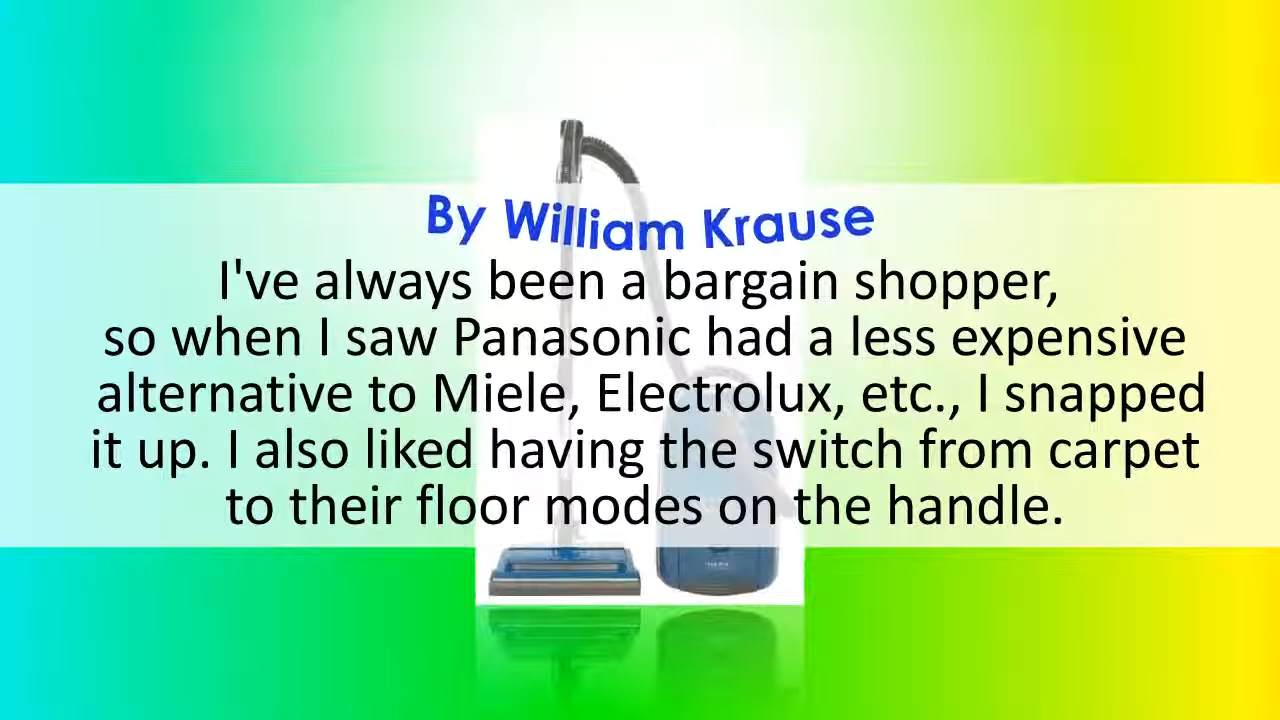 By William Krause
I've always been a bargain shopper,
so when I saw Panasonic had a less expensive
alternative to Miele, Electrolux, etc., I snapped
it up. I also liked having the switch from carpet
to their floor modes on the handle.